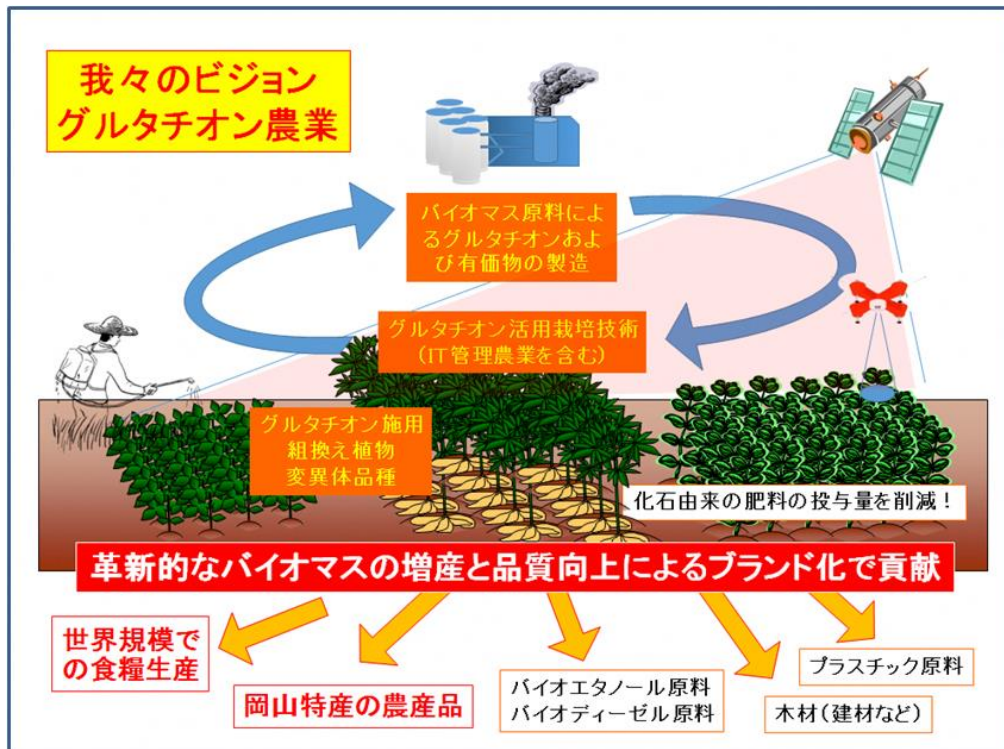 我々のビジョン
グルタチオン農業
バイオマス原料によ
るグルタチオンおよ
び有価物の製造
グルタチオン活用栽培技術
(IT管理農業を含む)
グルタチオン施用
組換え植物
変異体品種
化石由来の肥料の投与量を削減!
革新的なバイオマスの増産と品質向上によるブランド化で貢献
世界規模で
の食糧生産
岡山特産の農産品
バイオエタノール原料
バイオディーゼル原料
プラスチック原料
木材(建材など)